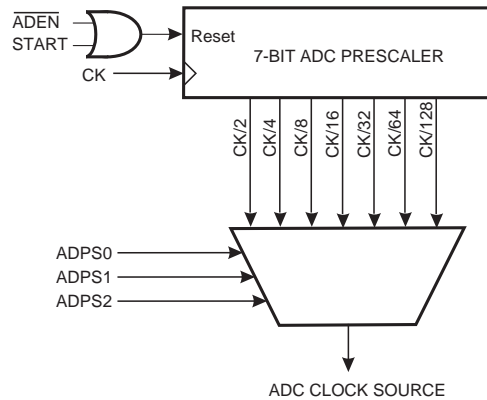 ADEN
START
Reset
7-BIT ADC PRESCALER
CK
CK/2
CK/4
CK/8
CK/16
CK/32
CK/64
CK/128
ADPS0
ADPS1
ADPS2
ADC CLOCK SOURCE